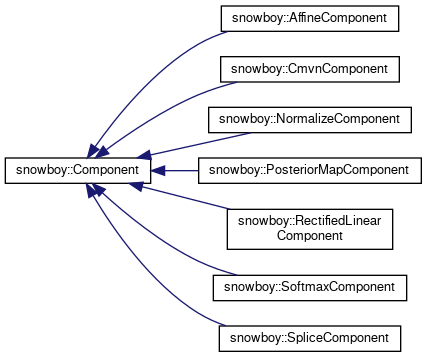 snowboy::AffineComponent
snowboy::CmvnComponent
snowboy::NormalizeComponent
snowboy::Component
snowboy::PosteriorMapComponent
snowboy::RectifiedLinear
Component
snowboy::SoftmaxComponent
snowboy::SpliceComponent